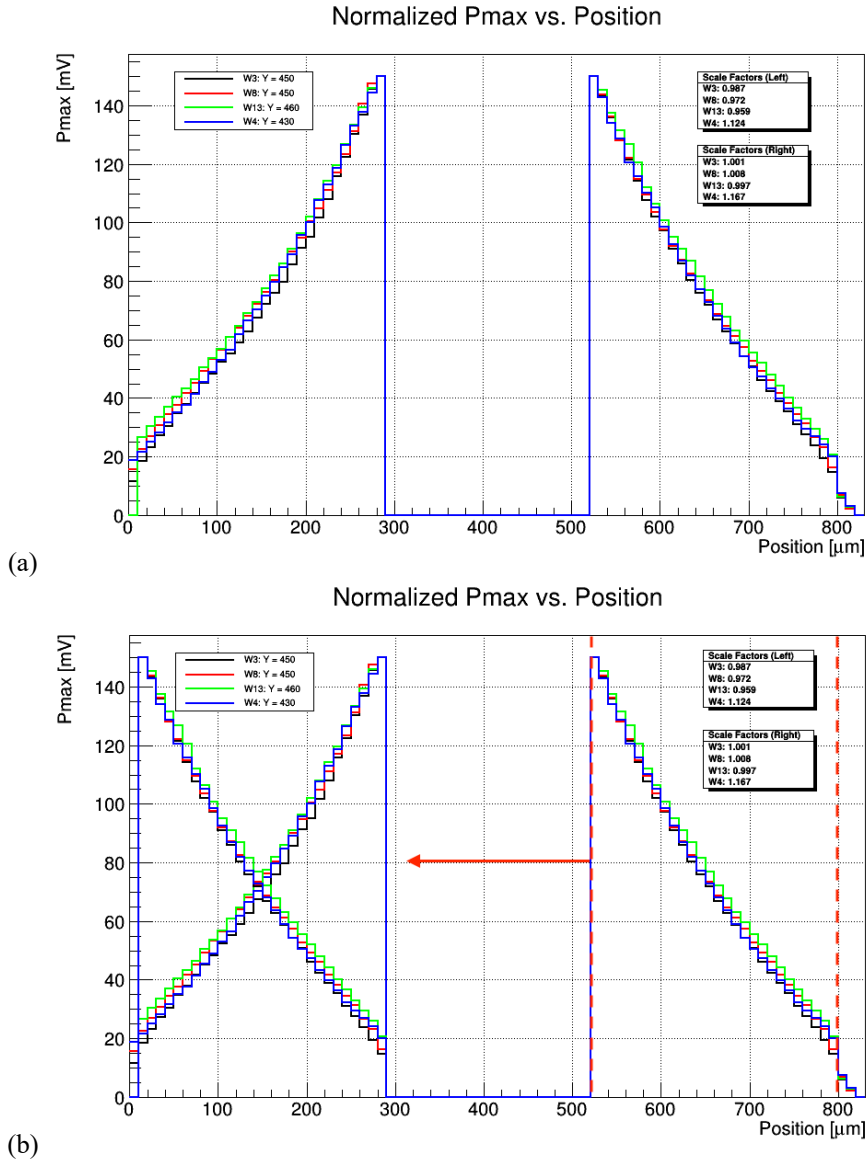 Normalized Pmax vs. Position
Pmax [mV]
W3: Y = 450
W8: Y = 450
W13: Y = 460
W4: Y = 430
Scale Factors (Left)
W3: 0.987
W8: 0.972
W13: 0.959
W4: 1.124
Scale Factors (Right)
W3: 1.001
W8: 1.008
W13: 0.997
W4: 1.167
140
120
100
80
60
40
20
0
0 100 200 300 400 500 600 700 800
Position [μm]
(a)
Normalized Pmax vs. Position
Pmax [mV]
W3: Y = 450
W8: Y = 450
W13: Y = 460
W4: Y = 430
Scale Factors (Left)
W3: 0.987
W8: 0.972
W13: 0.959
W4: 1.124
Scale Factors (Right)
W3: 1.001
W8: 1.008
W13: 0.997
W4: 1.167
140
120
100
80
60
40
20
0
0 100 200 300 400 500 600 700 800
Position [μm]
(b)